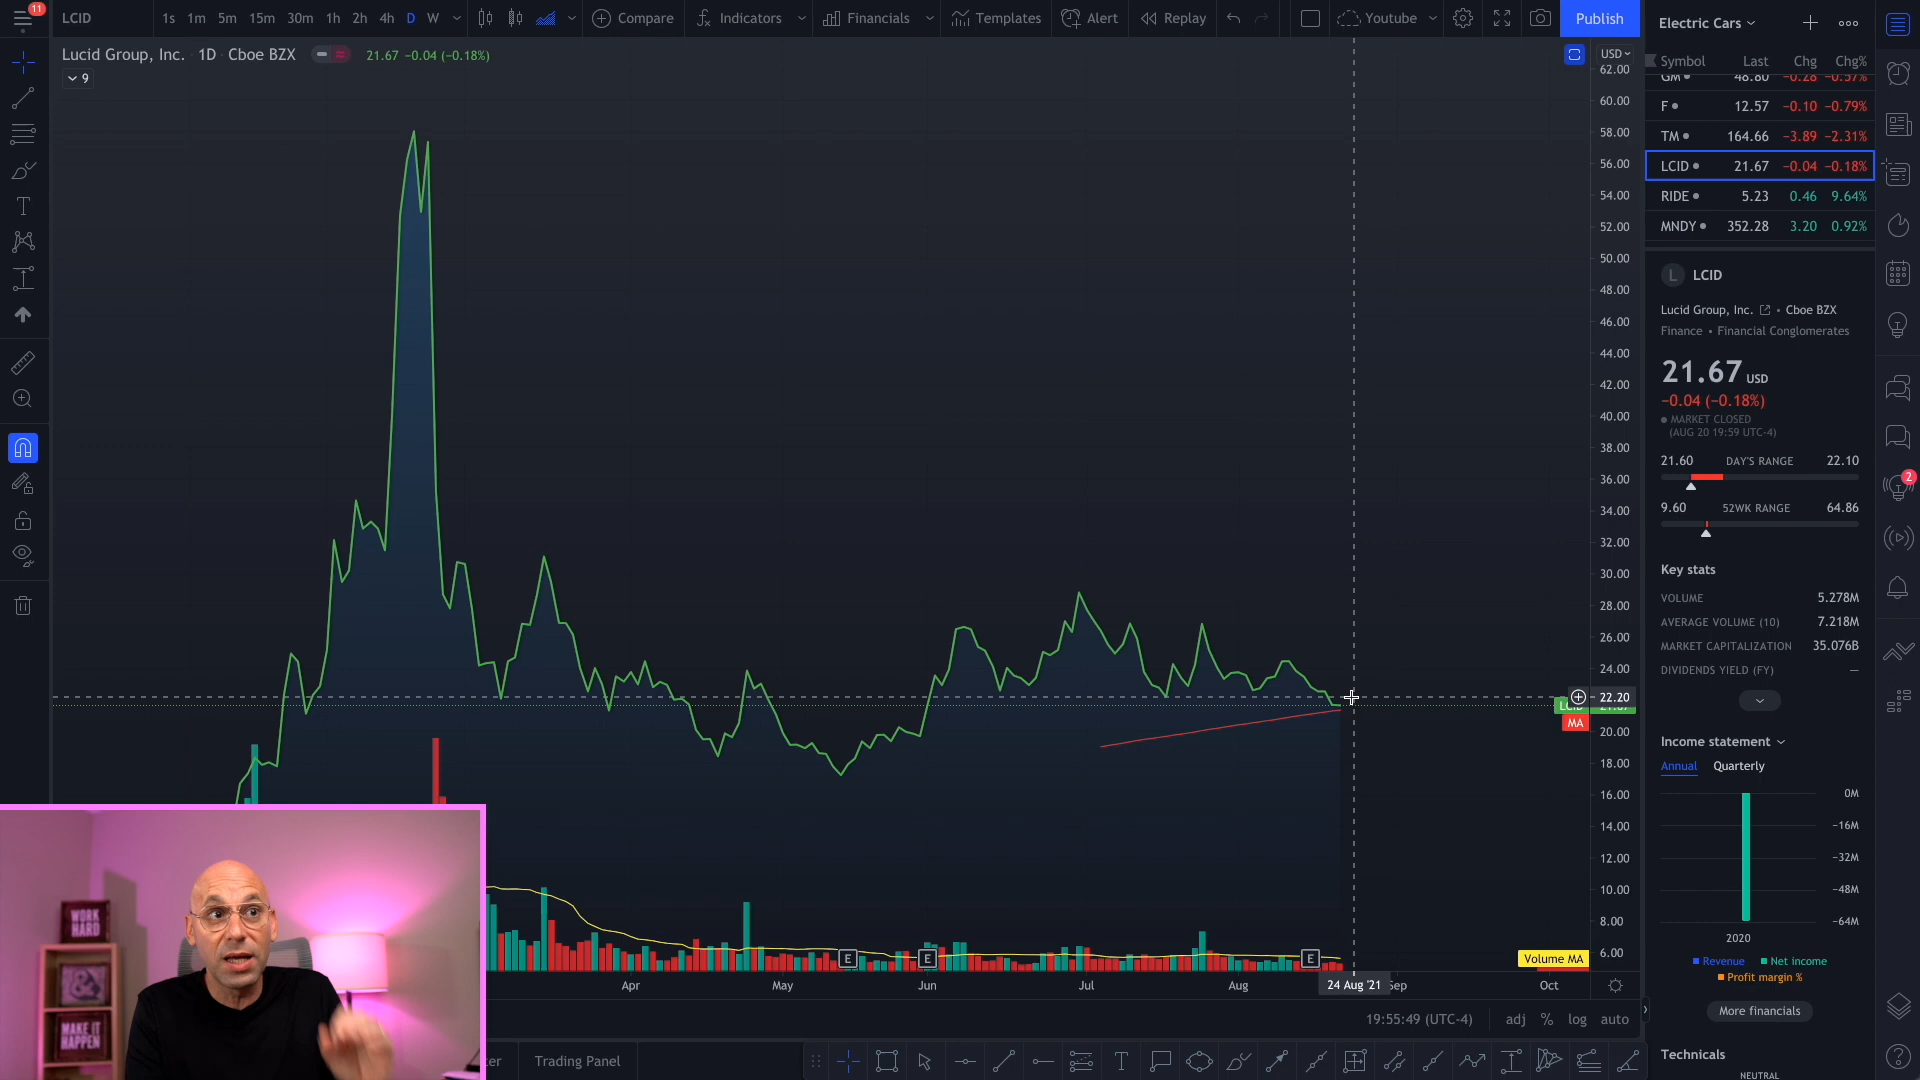 11
LCID
1s 1m 5m 15m 30m 1h 2h 4h D W
Compare
Indicators
Financials
Templates
Alert
Replay
Youtube
Publish
Lucid Group, Inc. 1D Cboe BZX 21.67 −0.04 (−0.18%)
9
USD
62.00
60.00
58.00
56.00
54.00
52.00
50.00
48.00
46.00
44.00
42.00
40.00
38.00
36.00
34.00
32.00
30.00
28.00
26.00
24.00
22.20
MA
20.00
18.00
16.00
14.00
12.00
10.00
8.00
6.00
Volume MA
E E E
Apr May Jun Jul Aug 24 Aug '21 Sep Oct
19:55:49 (UTC-4) adj % log auto
Trading Panel
WORK HARD
&
MAKE IT HAPPEN
Electric Cars
Symbol Last Chg Chg%
GM 48.80 −0.28 −0.57%
F 12.57 −0.10 −0.79%
TM 164.66 −3.89 −2.31%
LCID 21.67 −0.04 −0.18%
RIDE 5.23 0.46 9.64%
MNDY 352.28 3.20 0.92%
L LCID
Lucid Group, Inc. • Cboe BZX
Finance • Financial Conglomerates
21.67 USD
−0.04 (−0.18%)
MARKET CLOSED
(AUG 20 19:59 UTC-4)
21.60 DAY'S RANGE 22.10
9.60 52WK RANGE 64.86
Key stats
VOLUME 5.278M
AVERAGE VOLUME (10) 7.218M
MARKET CAPITALIZATION 35.076B
DIVIDENDS YIELD (FY) —
Income statement
Annual Quarterly
0M
−16M
−32M
−48M
−64M
2020
Revenue Net income
Profit margin %
More financials
Technicals
NEUTRAL
2